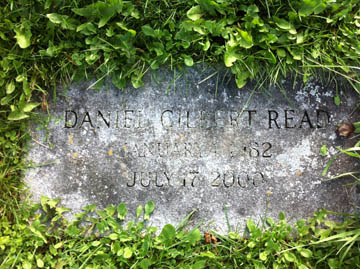 DANIEL GILBERT READ
JANUARY 1962
JULY 17 2000